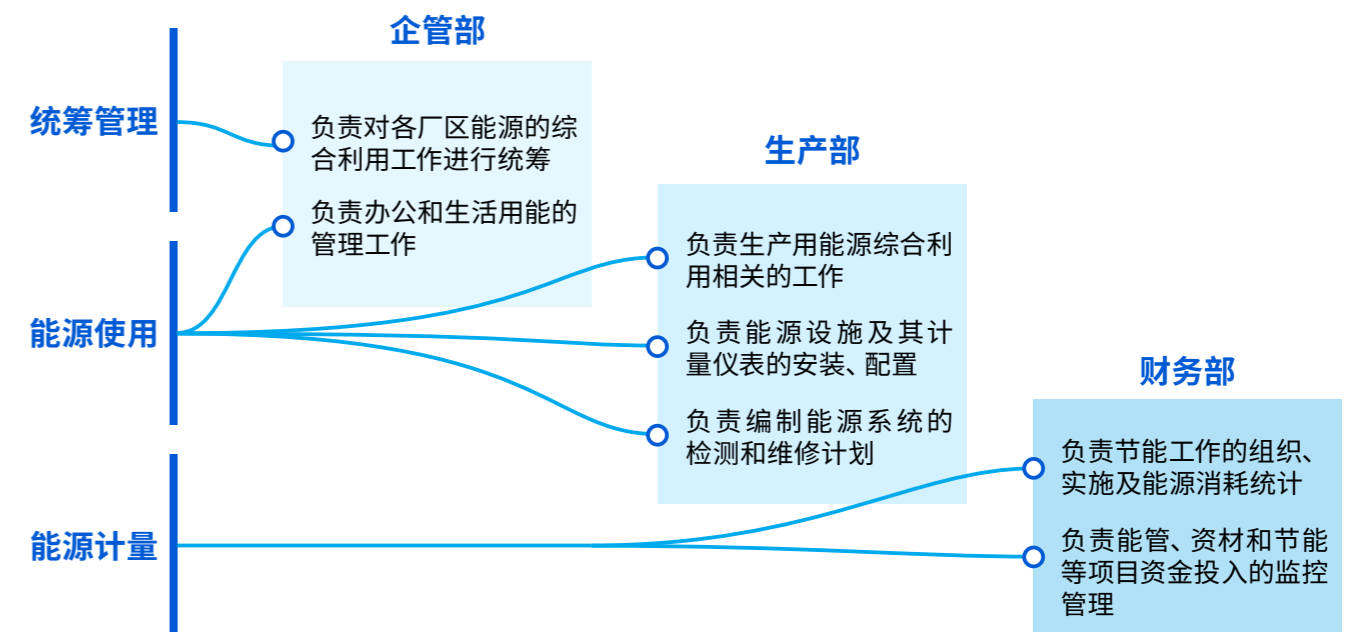 企管部
统筹管理
负责对各厂区能源的综
合利用工作进行统筹
负责办公和生活用能的
管理工作
生产部
能源使用
负责生产用能源综合利
用相关的工作
负责能源设施及其计
量仪表的安装、配置
负责编制能源系统的
检测和维修计划
财务部
能源计量
负责节能工作的组织、
实施及能源消耗统计
负责能管、资材和节能
等项目资金投入的监控
管理